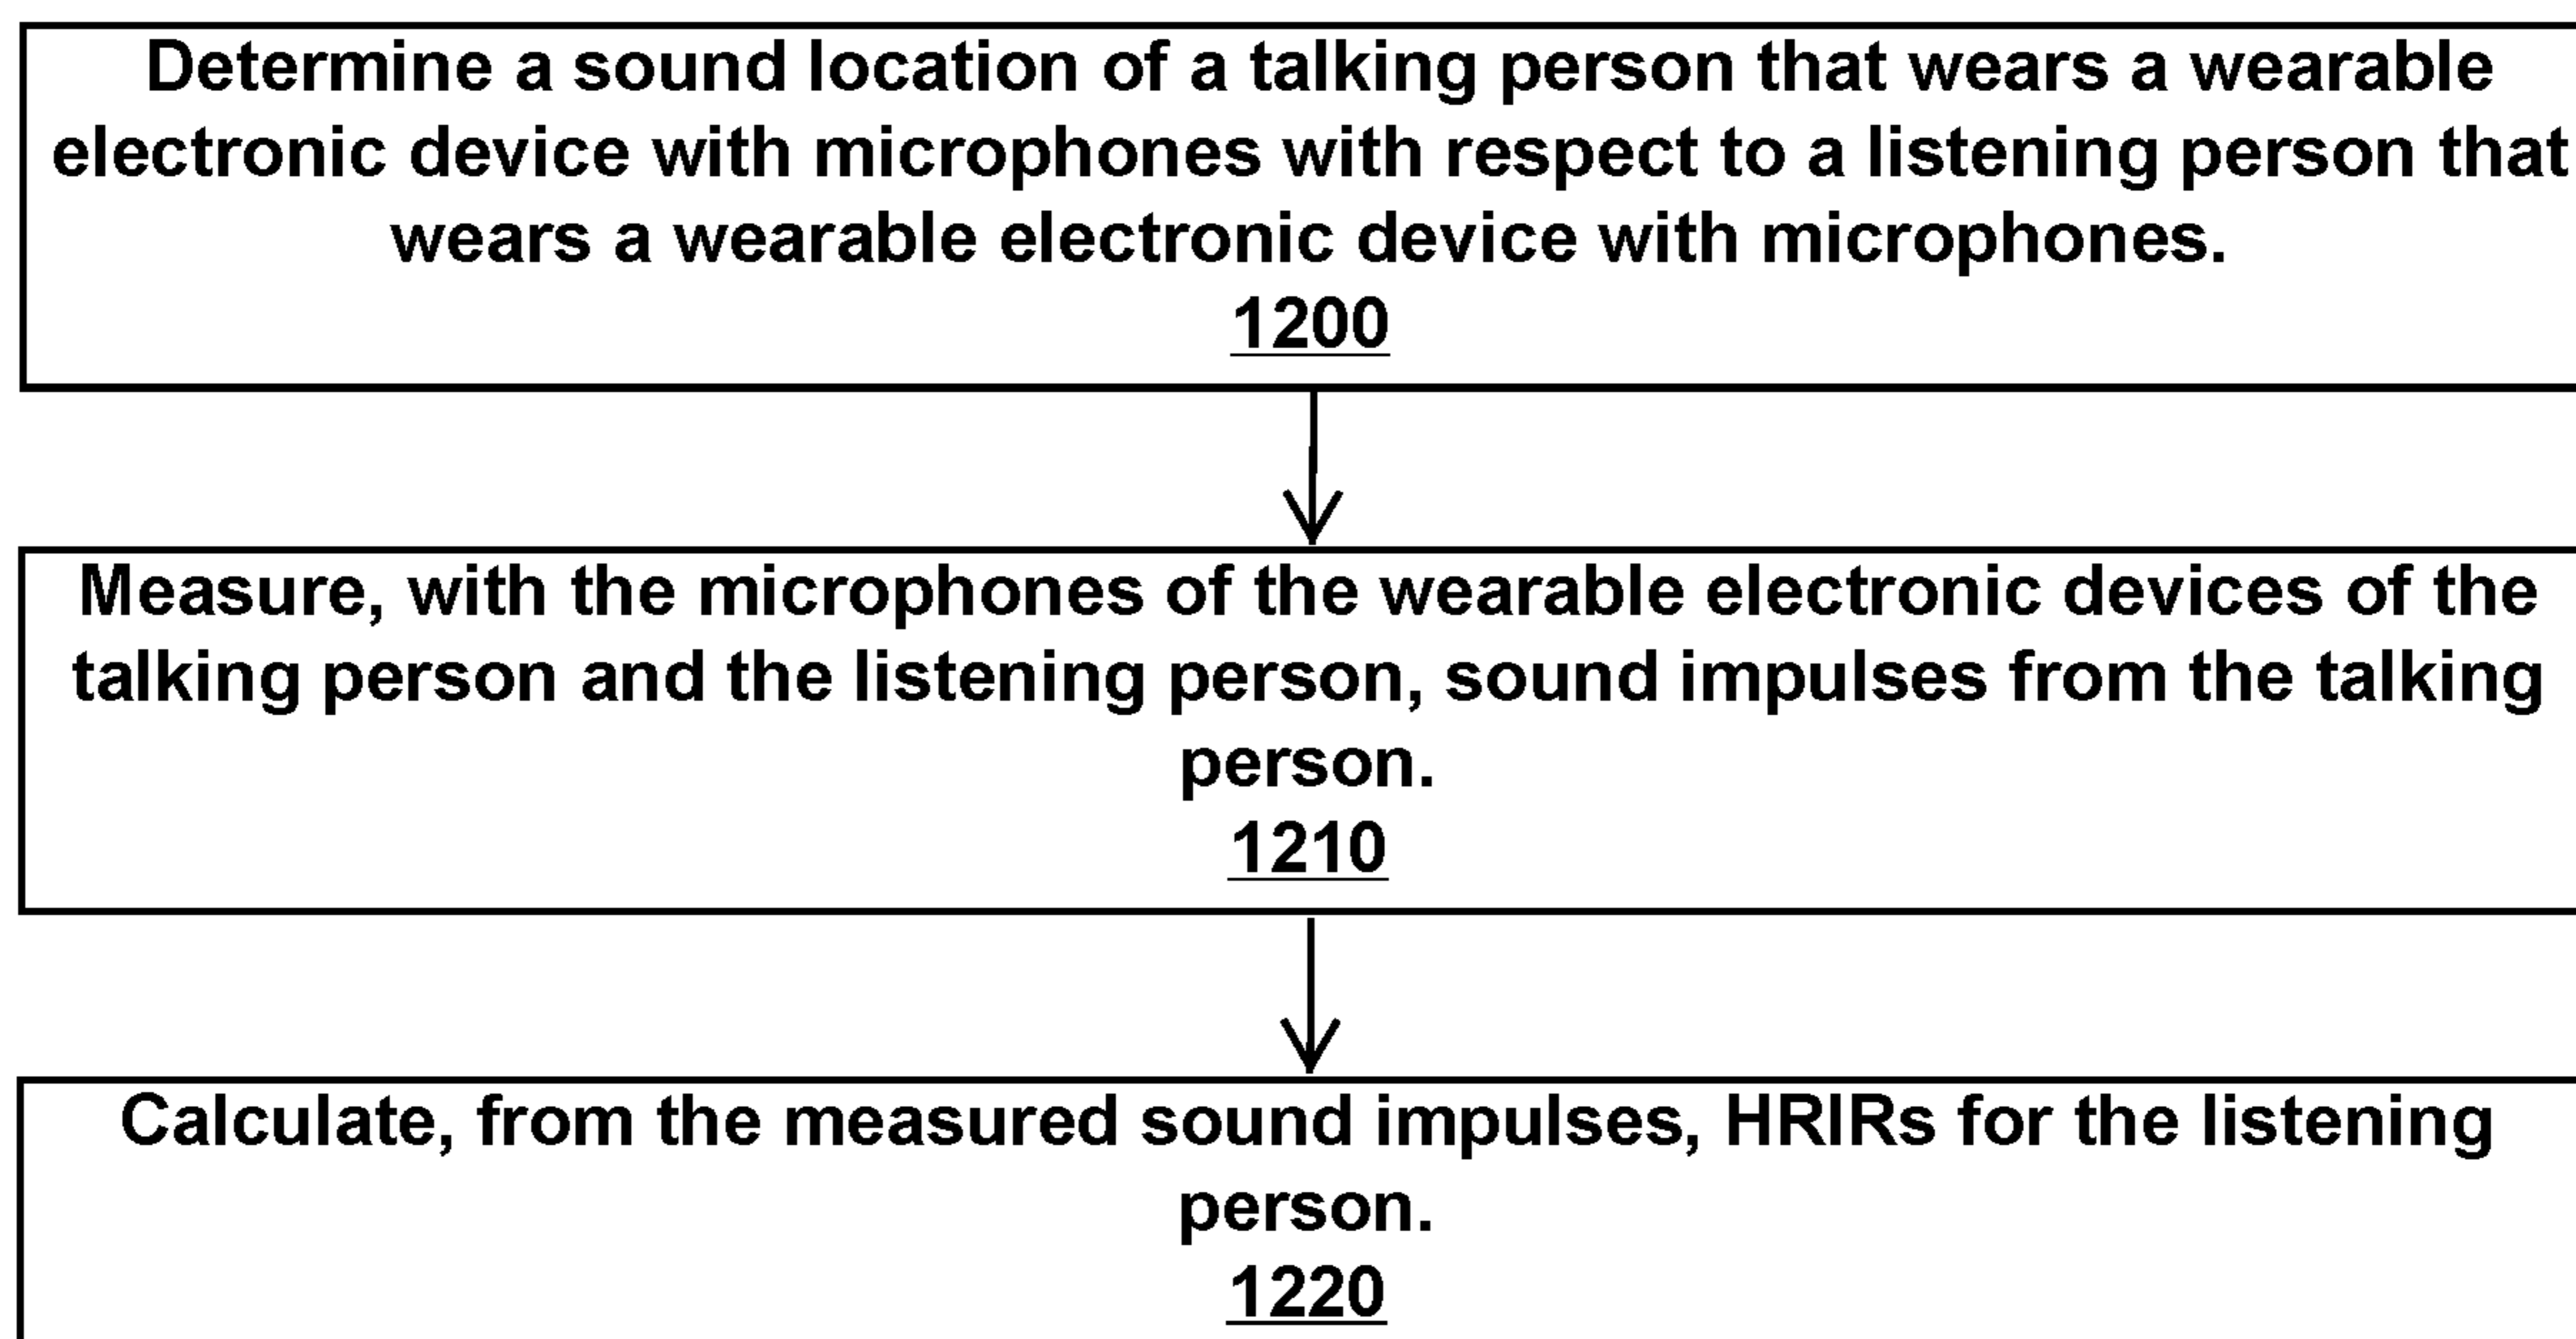 Determine a sound location of a talking person that wears a wearable
electronic device with microphones with respect to a listening person that
wears a wearable electronic device with microphones.
1200
Measure, with the microphones of the wearable electronic devices of the
talking person and the listening person, sound impulses from the talking
person.
1210
Calculate, from the measured sound impulses, HRIRs for the listening
person.
1220